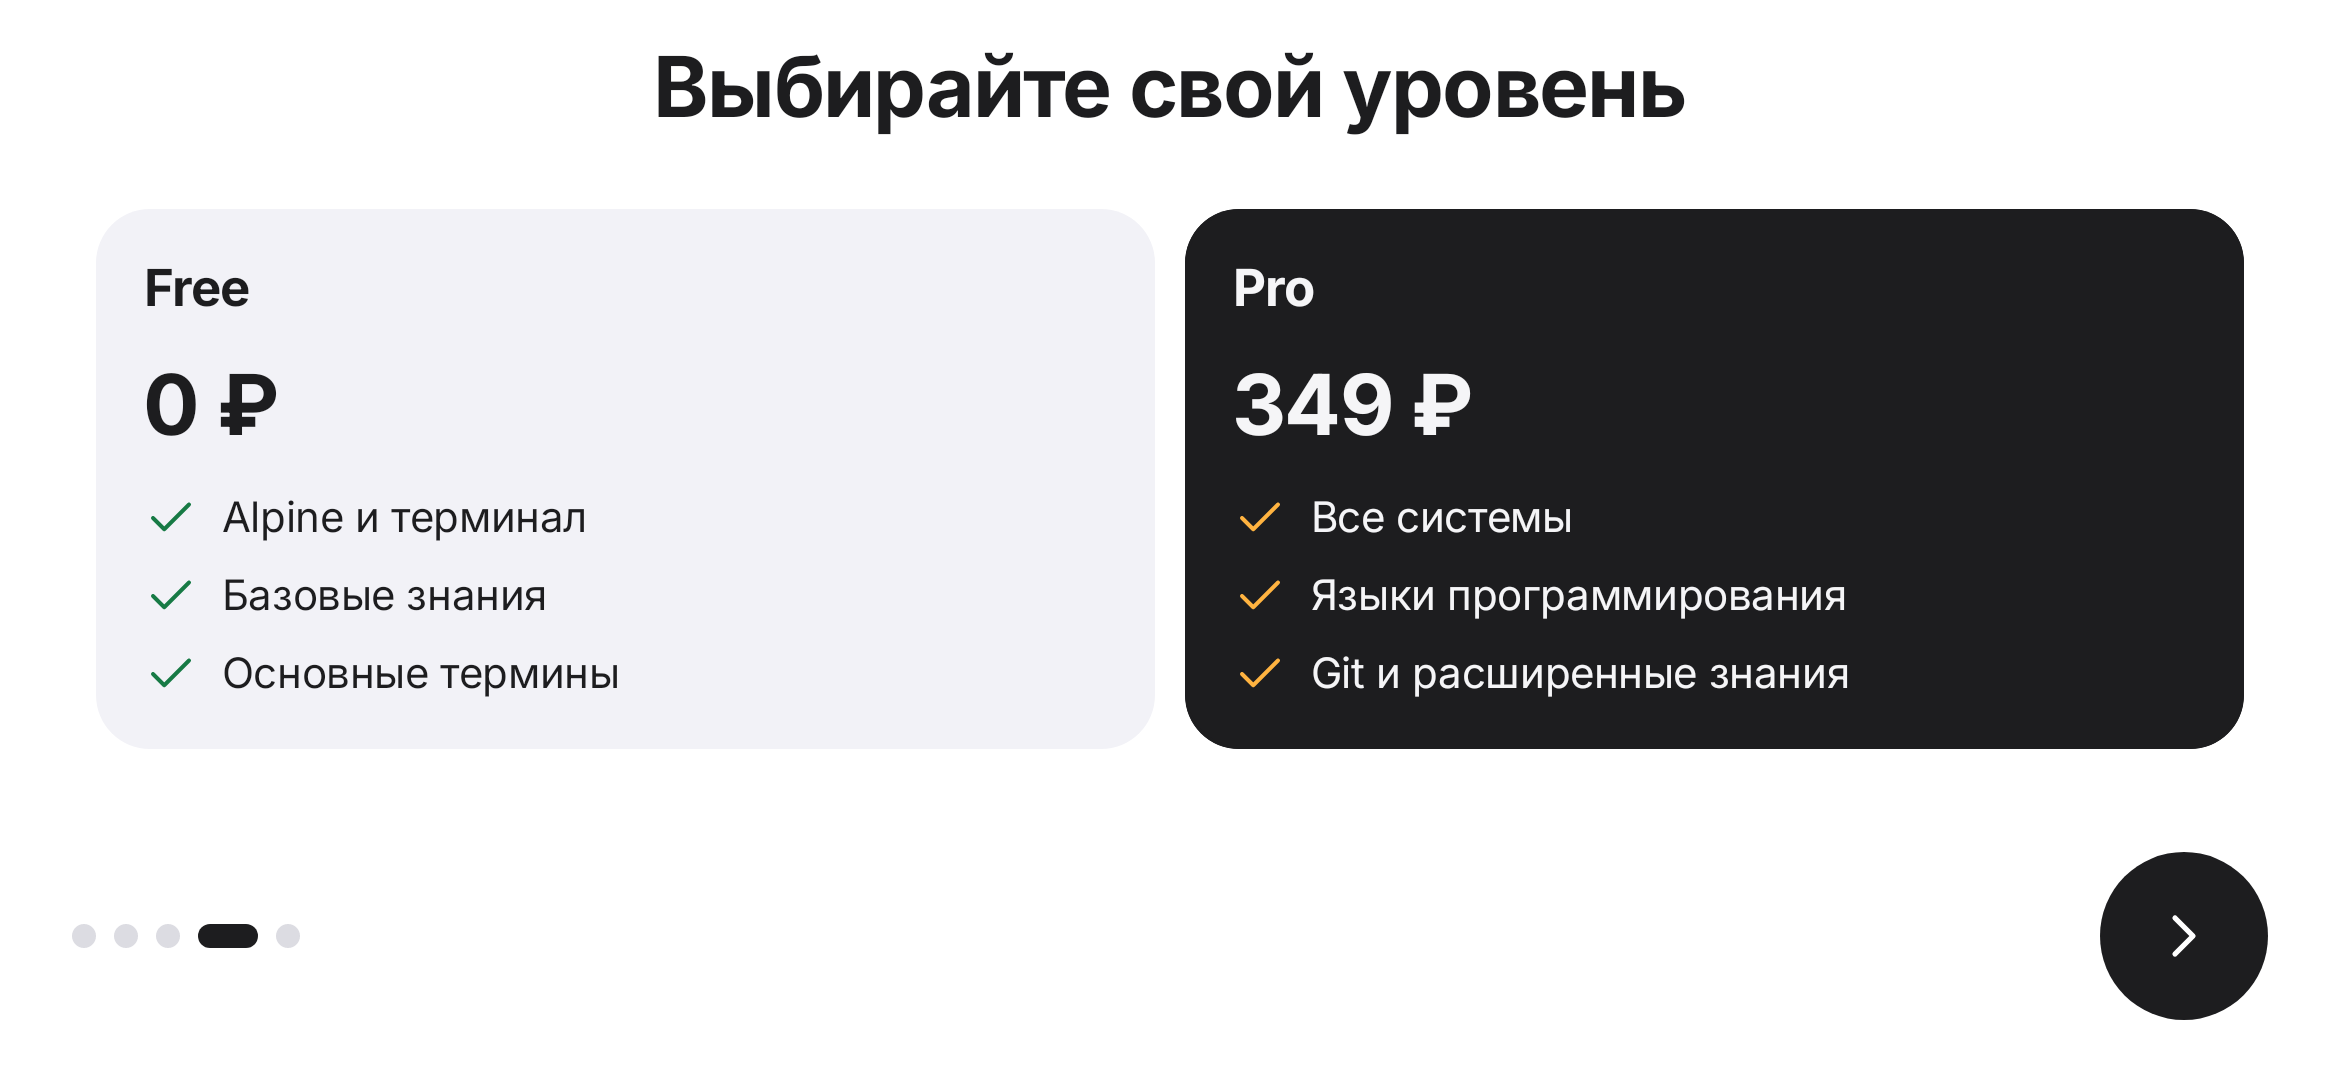 Выбирайте свой уровень
Free
0 ₽
Alpine и терминал
Базовые знания
Основные термины
Pro
349 ₽
Все системы
Языки программирования
Git и расширенные знания